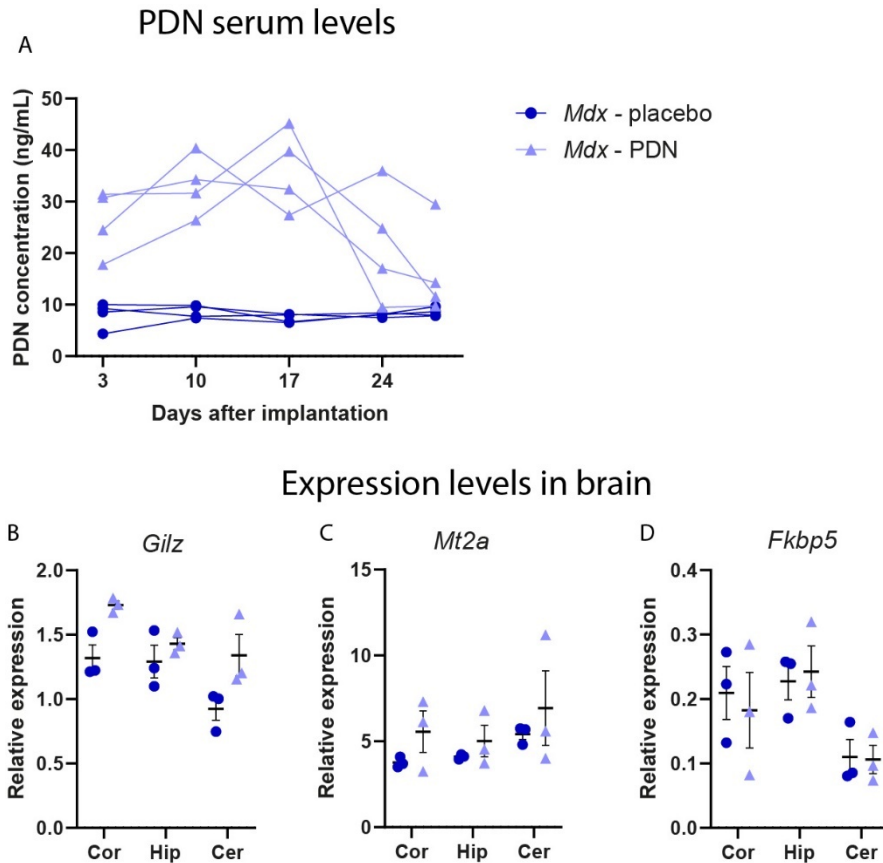 PDN serum levels
A
PDN concentration (ng/mL)
50
40
30
20
10
0
3 10 17 24
Days after implantation
Mdx - placebo
Mdx - PDN
Expression levels in brain
B
Gilz
Relative expression
2.0
1.5
1.0
0.5
0.0
Cor Hip Cer
C
Mt2a
Relative expression
15
10
5
0
Cor Hip Cer
D
Fkbp5
Relative expression
0.4
0.3
0.2
0.1
0.0
Cor Hip Cer